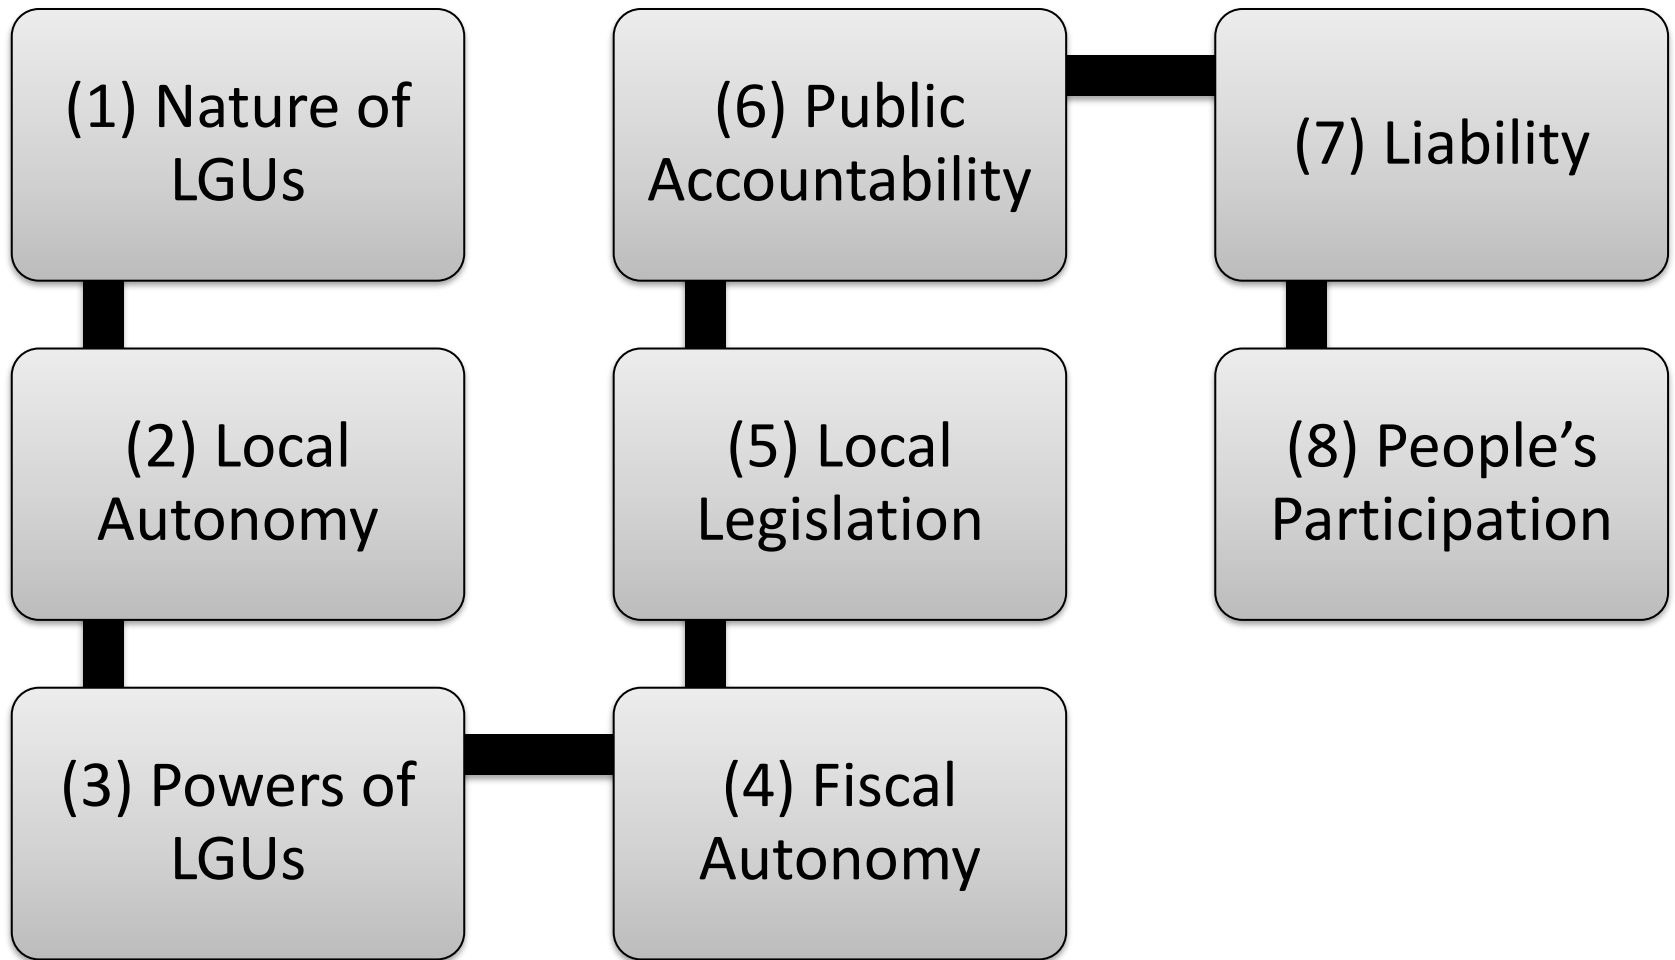 (1) Nature of
LGUs
(2) Local
Autonomy
(3) Powers of
LGUs
(4) Fiscal
Autonomy
(5) Local
Legislation
(6) Public
Accountability
(7) Liability
(8) People’s
Participation